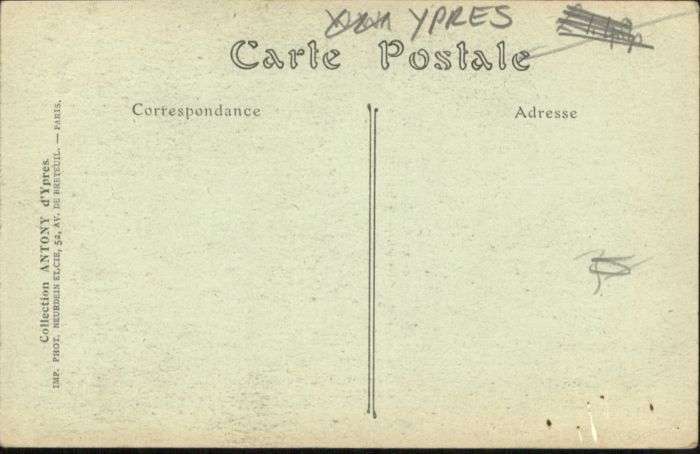 YPRES
Carte Postale
Correspondance
Adresse
Collection ANTONY d'Ypres.
IMP. PHOT. NEURDEIN ET CIE, 52, AV. DE BRETEUIL. — PARIS.